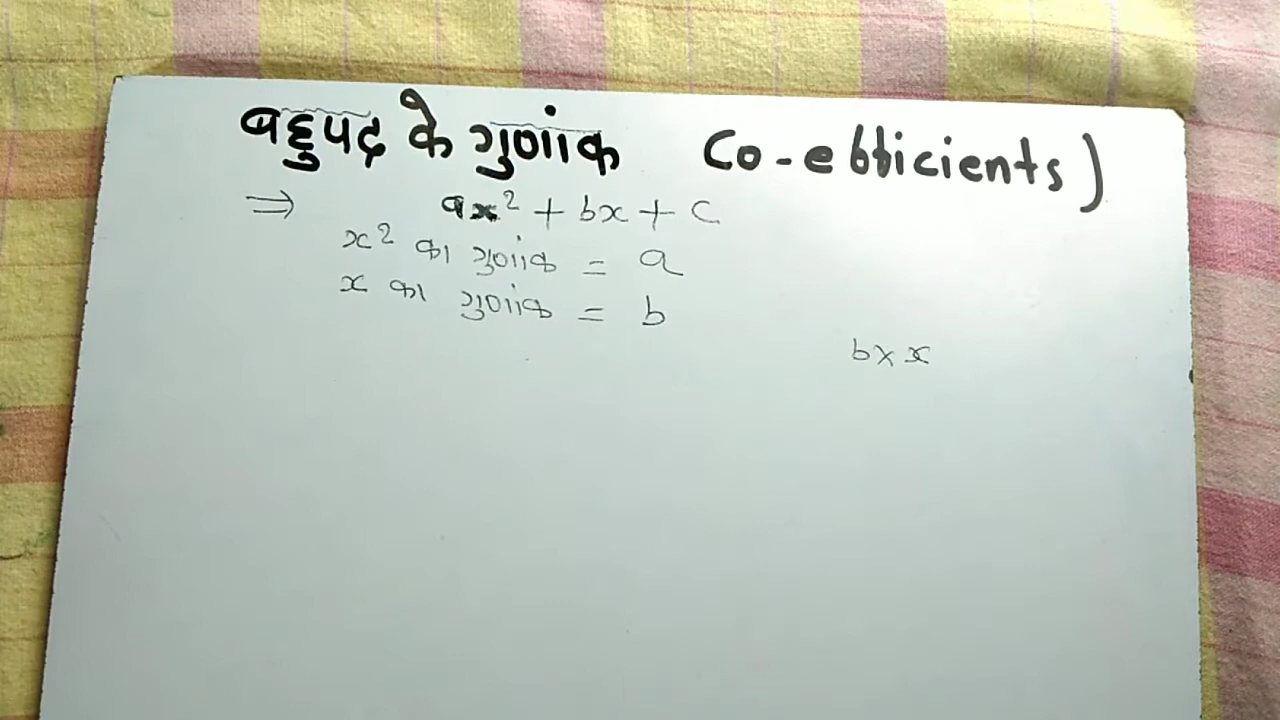 बहुपद के गुणांक Co-efficients)
⇒ ax² + bx + c
x² का गुणांक = a
x का गुणांक = b
b × x